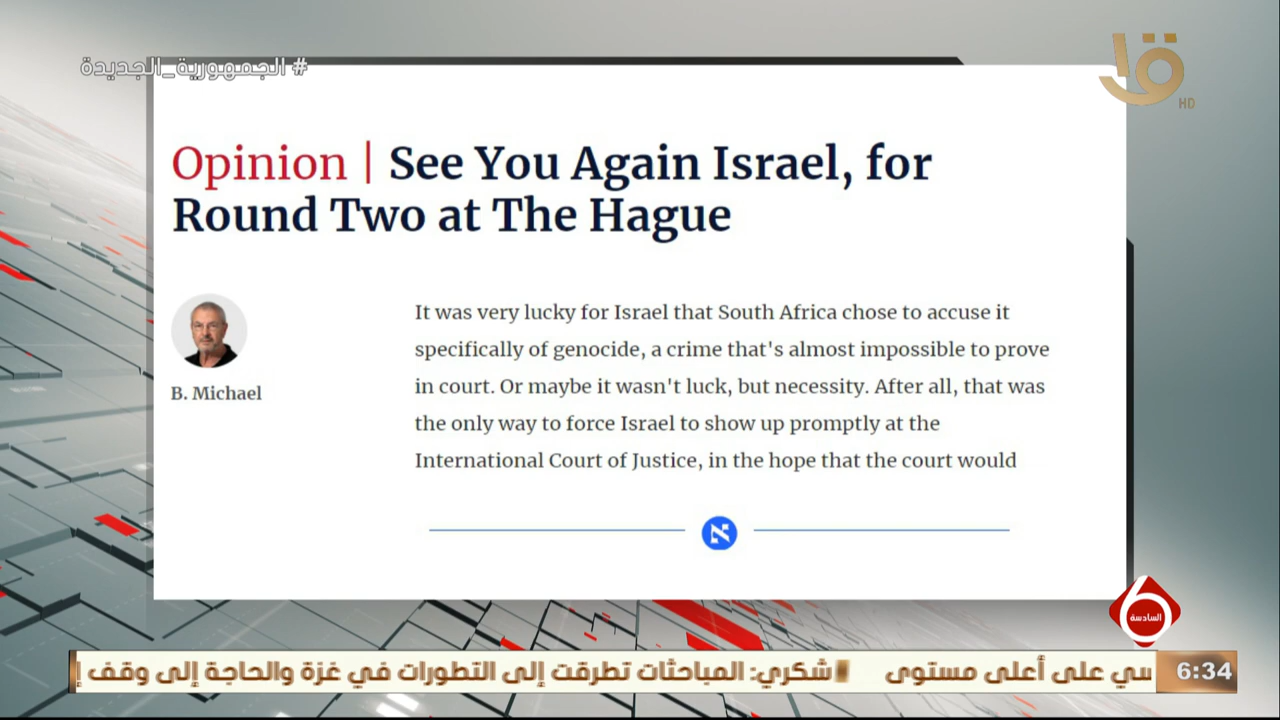 # الجمهورية_الجديدة
HD
Opinion | See You Again Israel, for
Round Two at The Hague
B. Michael
It was very lucky for Israel that South Africa chose to accuse it
specifically of genocide, a crime that's almost impossible to prove
in court. Or maybe it wasn't luck, but necessity. After all, that was
the only way to force Israel to show up promptly at the
International Court of Justice, in the hope that the court would
6
السادسة
سي على أعلى مستوى شكري: المباحثات تطرقت إلى التطورات في غزة والحاجة إلى وقف
6:34